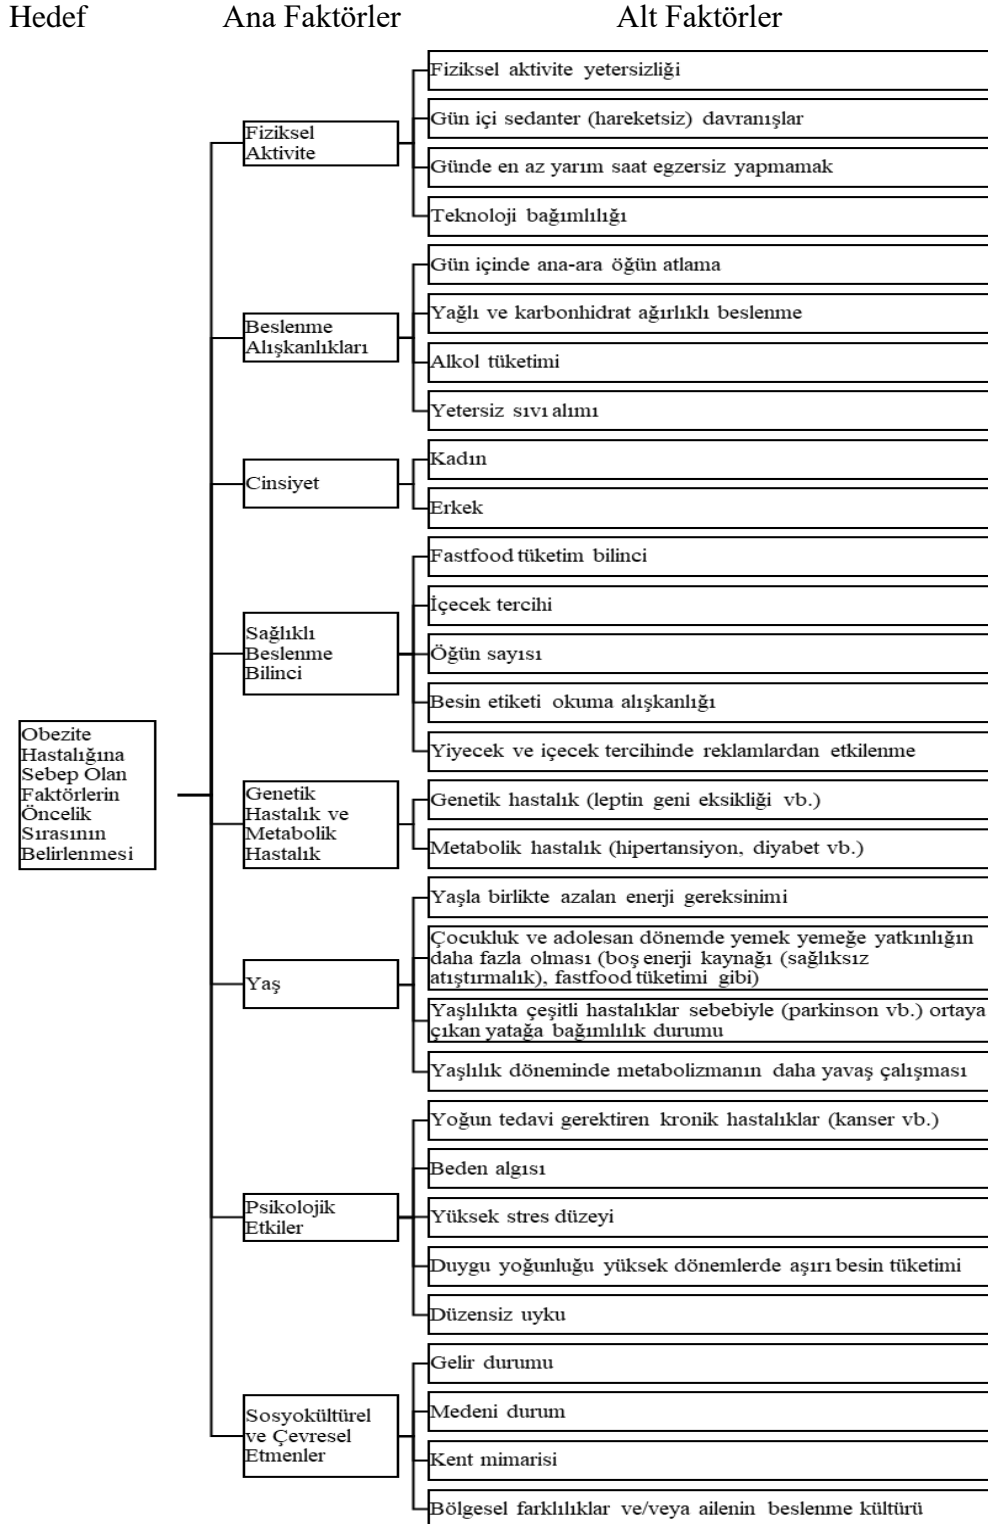 Hedef
Ana Faktörler
Alt Faktörler
Obezite
Hastalığına
Sebep Olan
Faktörlerin
Öncelik
Sırasının
Belirlenmesi
Fiziksel
Aktivite
Fiziksel aktivite yetersizliği
Gün içi sedanter (hareketsiz) davranışlar
Günde en az yarım saat egzersiz yapmamak
Teknoloji bağımlılığı
Beslenme
Alışkanlıkları
Gün içinde ana-ara öğün atlama
Yağlı ve karbonhidrat ağırlıklı beslenme
Alkol tüketimi
Yetersiz sıvı alımı
Cinsiyet
Kadın
Erkek
Sağlıklı
Beslenme
Bilinci
Fastfood tüketim bilinci
İçecek tercihi
Öğün sayısı
Besin etiketi okuma alışkanlığı
Yiyecek ve içecek tercihinde reklamlardan etkilenme
Genetik
Hastalık ve
Metabolik
Hastalık
Genetik hastalık (leptin geni eksikliği vb.)
Metabolik hastalık (hipertansiyon, diyabet vb.)
Yaş
Yaşla birlikte azalan enerji gereksinimi
Çocukluk ve adolesan dönemde yemek yemeğe yatkınlığın
daha fazla olması (boş enerji kaynağı (sağlıksız
atıştırmalık), fastfood tüketimi gibi)
Yaşlılıkta çeşitli hastalıklar sebebiyle (parkinson vb.) ortaya
çıkan yatağa bağımlılık durumu
Yaşlılık döneminde metabolizmanın daha yavaş çalışması
Psikolojik
Etkiler
Yoğun tedavi gerektiren kronik hastalıklar (kanser vb.)
Beden algısı
Yüksek stres düzeyi
Duygu yoğunluğu yüksek dönemlerde aşırı besin tüketimi
Düzensiz uyku
Sosyokültürel
ve Çevresel
Etmenler
Gelir durumu
Medeni durum
Kent mimarisi
Bölgesel farklılıklar ve/veya ailenin beslenme kültürü